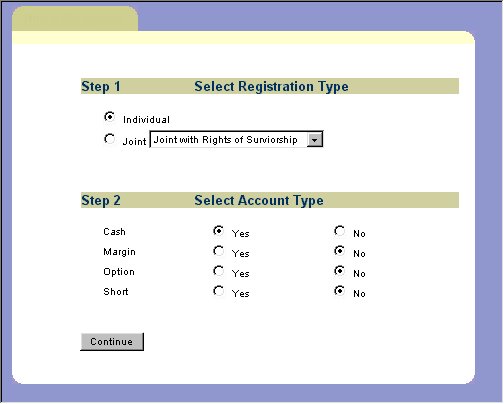 Step 1 Select Registration Type
Individual
Joint Joint with Rights of Surviorship
Step 2 Select Account Type
Cash Yes No
Margin Yes No
Option Yes No
Short Yes No
Continue